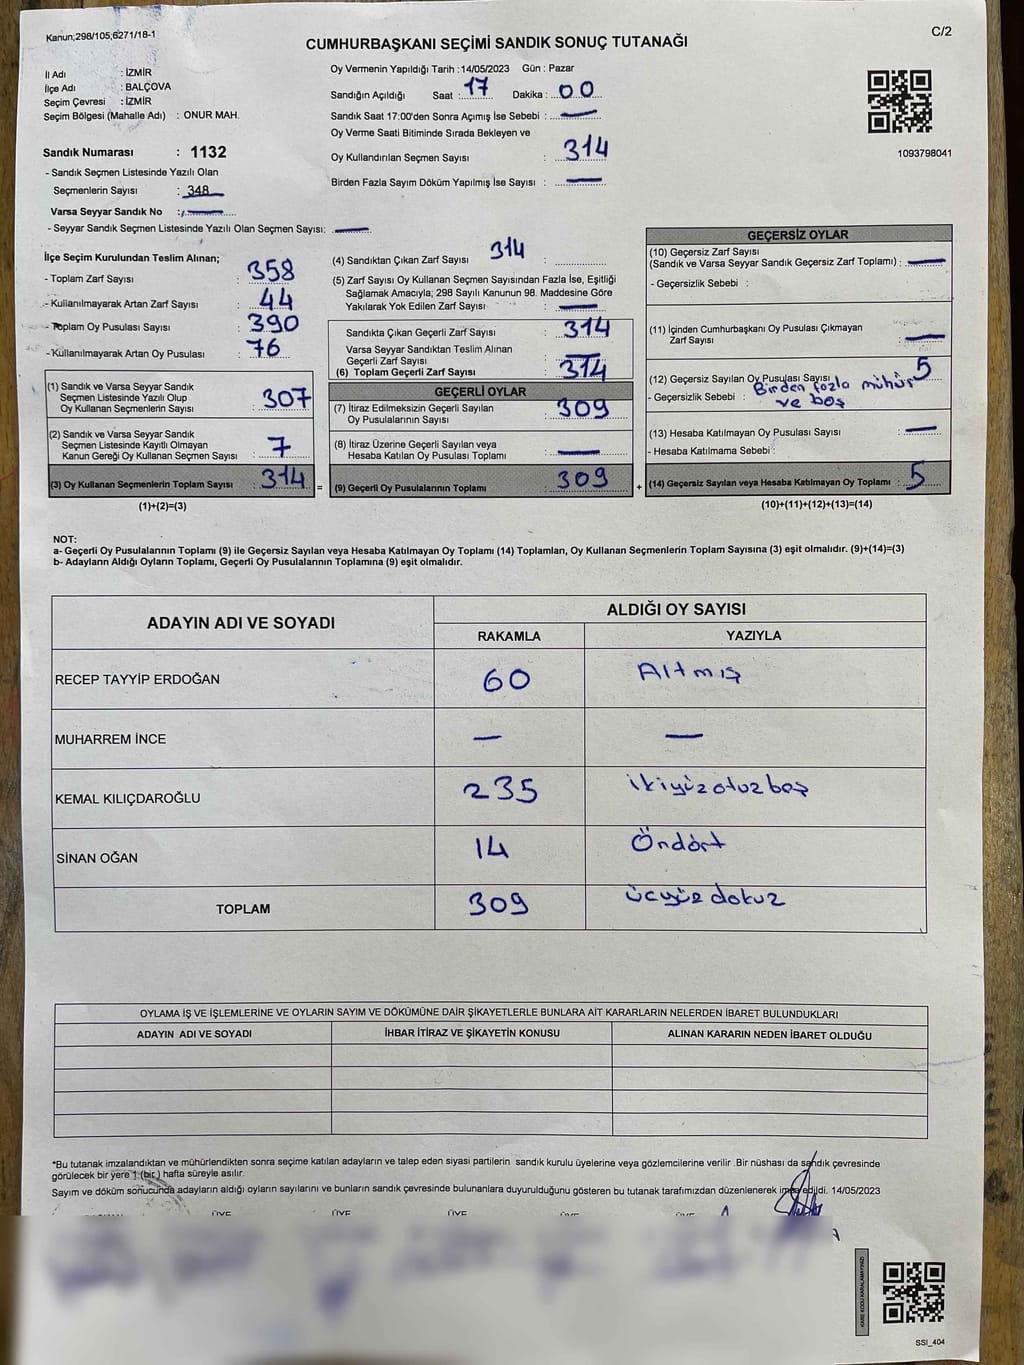 Kanun;298/105;6271/18-1
C/2
CUMHURBAŞKANI SEÇİMİ SANDIK SONUÇ TUTANAĞI
İl Adı : İZMİR
İlçe Adı : BALÇOVA
Seçim Çevresi : İZMİR
Seçim Bölgesi (Mahalle Adı) : ONUR MAH.
Sandık Numarası : 1132
- Sandık Seçmen Listesinde Yazılı Olan
Seçmenlerin Sayısı : 348
Varsa Seyyar Sandık No : —
- Seyyar Sandık Seçmen Listesinde Yazılı Olan Seçmen Sayısı: —
Oy Vermenin Yapıldığı Tarih : 14/05/2023 Gün : Pazar
Sandığın Açıldığı Saat : 17 Dakika : 00
Sandık Saat 17:00'den Sonra Açımış İse Sebebi : —
Oy Verme Saati Bitiminde Sırada Bekleyen ve
Oy Kullandırılan Seçmen Sayısı : 314
Birden Fazla Sayım Döküm Yapılmış İse Sayısı : —
1093798041
İlçe Seçim Kurulundan Teslim Alınan;
- Toplam Zarf Sayısı : 358
- Kullanılmayarak Artan Zarf Sayısı : 44
- Toplam Oy Pusulası Sayısı : 390
- Kullanılmayarak Artan Oy Pusulası : 76
(1) Sandık ve Varsa Seyyar Sandık
Seçmen Listesinde Yazılı Olup
Oy Kullanan Seçmenlerin Sayısı : 307
(2) Sandık ve Varsa Seyyar Sandık
Seçmen Listesinde Kayıtlı Olmayan
Kanun Gereği Oy Kullanan Seçmen Sayısı : 7
(3) Oy Kullanan Seçmenlerin Toplam Sayısı : 314 =
(1)+(2)=(3)
(4) Sandıktan Çıkan Zarf Sayısı : 314
(5) Zarf Sayısı Oy Kullanan Seçmen Sayısından Fazla İse, Eşitliği
Sağlamak Amacıyla; 298 Sayılı Kanunun 98. Maddesine Göre
Yakılarak Yok Edilen Zarf Sayısı : —
Sandıkta Çıkan Geçerli Zarf Sayısı : 314
Varsa Seyyar Sandıktan Teslim Alınan
Geçerli Zarf Sayısı : —
(6) Toplam Geçerli Zarf Sayısı : 314
GEÇERLİ OYLAR
(7) İtiraz Edilmeksizin Geçerli Sayılan
Oy Pusulalarının Sayısı : 309
(8) İtiraz Üzerine Geçerli Sayılan veya
Hesaba Katılan Oy Pusulası Toplamı : —
(9) Geçerli Oy Pusulalarının Toplamı : 309 +
GEÇERSİZ OYLAR
(10) Geçersiz Zarf Sayısı
(Sandık ve Varsa Seyyar Sandık Geçersiz Zarf Toplamı) : —
- Geçersizlik Sebebi :
(11) İçinden Cumhurbaşkanı Oy Pusulası Çıkmayan
Zarf Sayısı : —
(12) Geçersiz Sayılan Oy Pusulası Sayısı : 5
- Geçersizlik Sebebi : Birden fazla mühür
ve boş
(13) Hesaba Katılmayan Oy Pusulası Sayısı : —
- Hesaba Katılmama Sebebi :
(14) Geçersiz Sayılan veya Hesaba Katılmayan Oy Toplamı : 5
(10)+(11)+(12)+(13)=(14)
NOT:
a- Geçerli Oy Pusulalarının Toplamı (9) ile Geçersiz Sayılan veya Hesaba Katılmayan Oy Toplamı (14) Toplamları, Oy Kullanan Seçmenlerin Toplam Sayısına (3) eşit olmalıdır. (9)+(14)=(3)
b- Adayların Aldığı Oyların Toplamı, Geçerli Oy Pusulalarının Toplamına (9) eşit olmalıdır.
ADAYIN ADI VE SOYADI
ALDIĞI OY SAYISI
RAKAMLA YAZIYLA
RECEP TAYYİP ERDOĞAN 60 Altmış
MUHARREM İNCE — —
KEMAL KILIÇDAROĞLU 235 ikiyüzotuzbeş
SİNAN OĞAN 14 Öndört
TOPLAM 309 üçyüzdokuz
OYLAMA İŞ VE İŞLEMLERİNE VE OYLARIN SAYIM VE DÖKÜMÜNE DAİR ŞİKAYETLERLE BUNLARA AİT KARARLARIN NELERDEN İBARET BULUNDUKLARI
ADAYIN ADI VE SOYADI İHBAR İTİRAZ VE ŞİKAYETİN KONUSU ALINAN KARARIN NEDEN İBARET OLDUĞU
*Bu tutanak imzalandıktan ve mühürlendikten sonra seçime katılan adayların ve talep eden siyasi partilerin sandık kurulu üyelerine veya gözlemcilerine verilir .Bir nüshası da sandık çevresinde
görülecek bir yere 1 (bir) hafta süreyle asılır.
Sayım ve döküm sonucunda adayların aldığı oyların sayılarını ve bunların sandık çevresinde bulunanlara duyurulduğunu gösteren bu tutanak tarafımızdan düzenlenerek imza edildi. 14/05/2023
ÜYE ÜYE ÜYE ÜYE ÜYE
KARE KODU KARALAMAYINIZ!
SSI_404